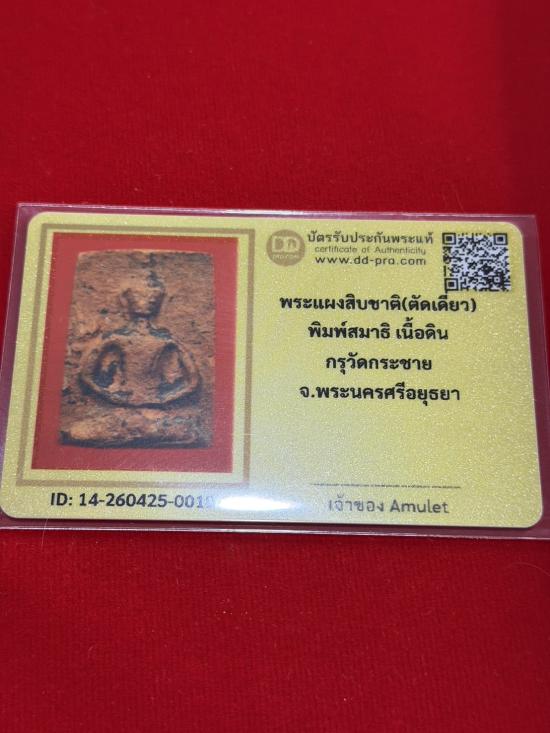 DD
บัตรรับประกันพระแท้
certificate of Authenticity
www.dd-pra.com
พระแผงสิบชาติ(ตัดเดี่ยว)
พิมพ์สมาธิ เนื้อดิน
กรุวัดกระชาย
จ.พระนครศรีอยุธยา
ID: 14-260425-001
เจ้าของ Amulet